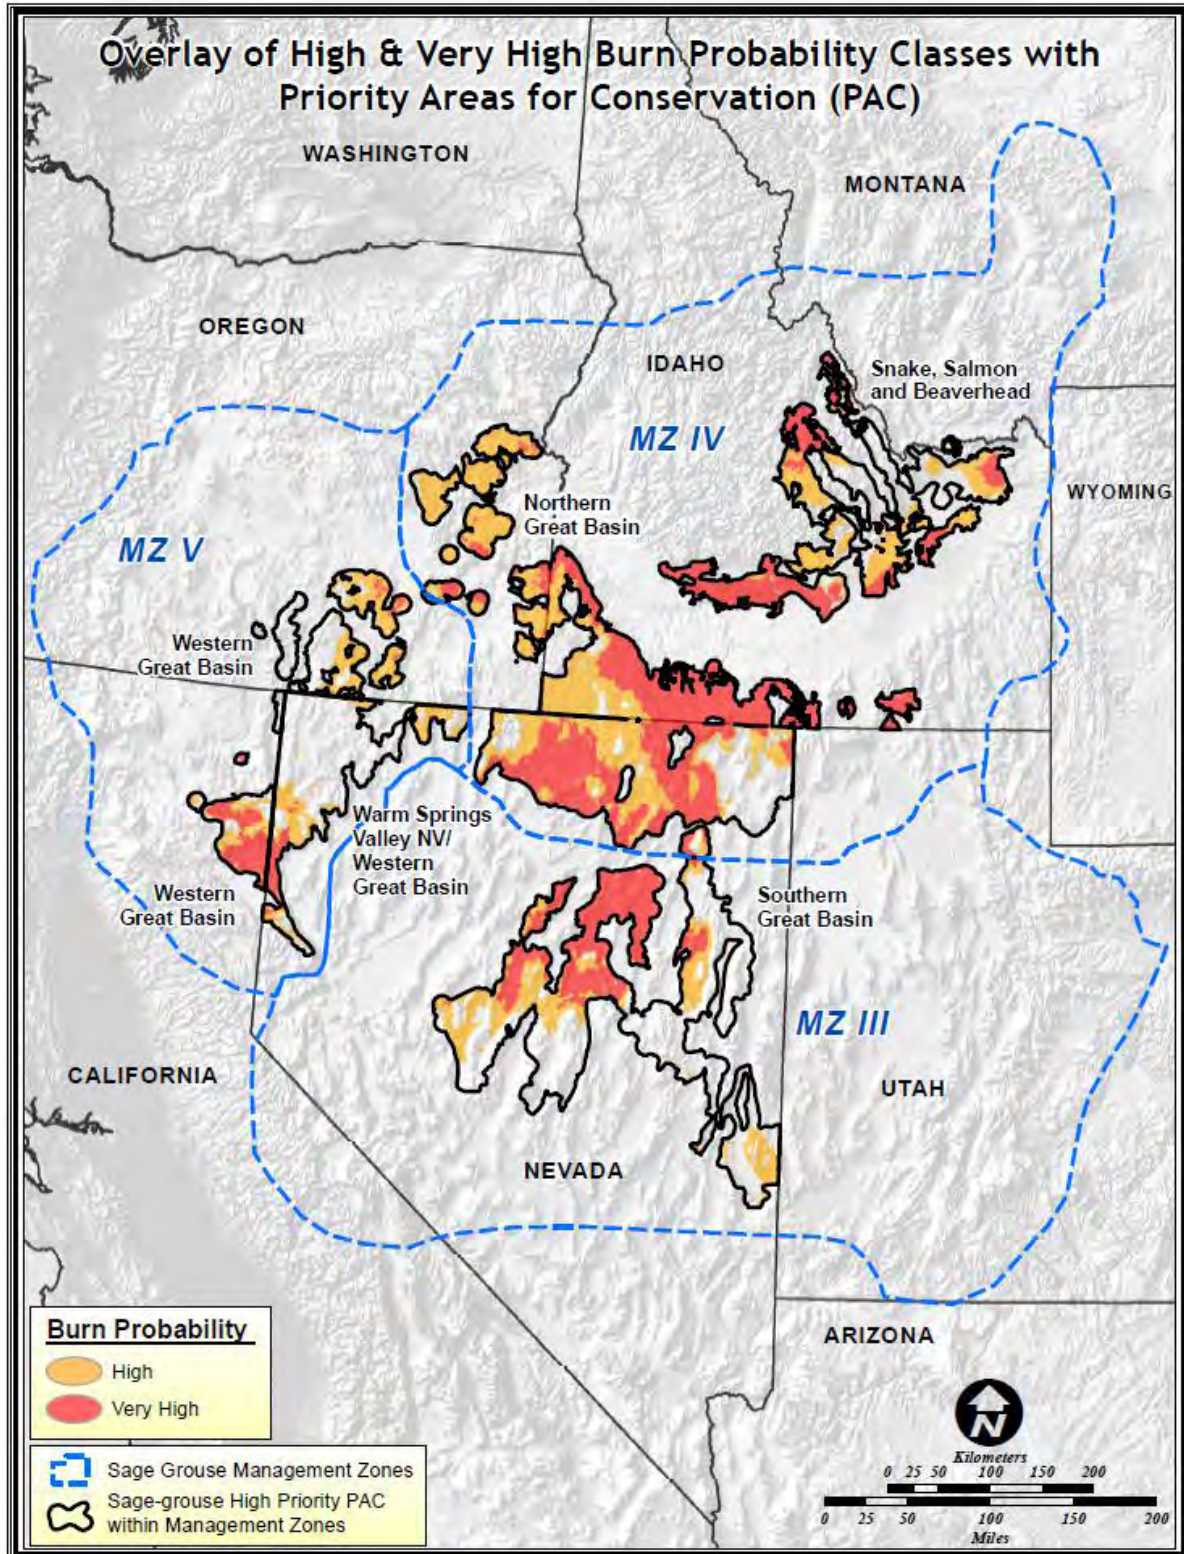 Overlay of High & Very High Burn Probability Classes with
Priority Areas for Conservation (PAC)
WASHINGTON
MONTANA
OREGON
IDAHO
Snake, Salmon
and Beaverhead
MZ IV
WYOMING
Northern
Great Basin
MZ V
Western
Great Basin
Warm Springs
Valley NV/
Western
Great Basin
Western
Great Basin
Southern
Great Basin
MZ III
CALIFORNIA
UTAH
NEVADA
ARIZONA
Burn Probability
High
Very High
Sage Grouse Management Zones
Sage-grouse High Priority PAC
within Management Zones
N
Kilometers
0 25 50 100 150 200
0 25 50 100 150 200
Miles